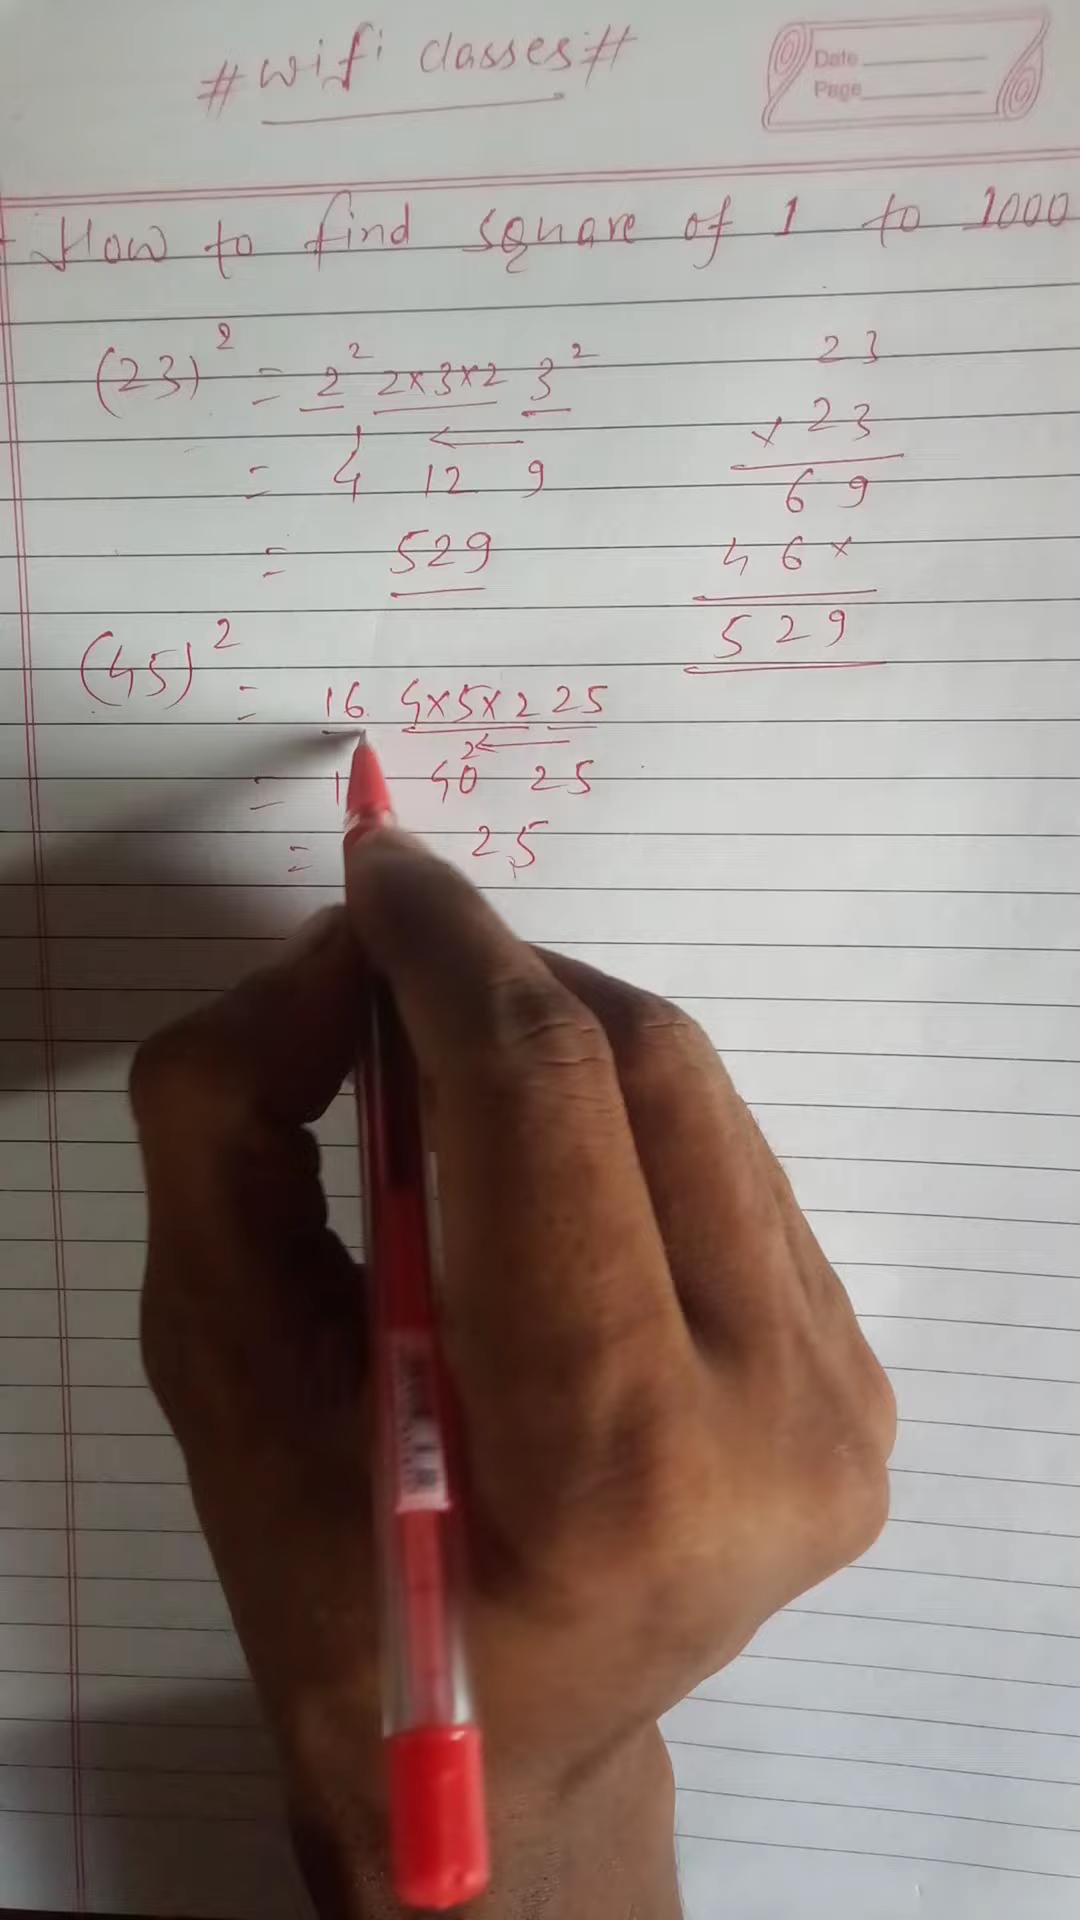 #wifi classes#
Date
Page
How to find square of 1 to 1000
(23)² = 2² 2×3×2 3²
= 4 12 9
= 529
23
×23
69
46×
529
(45)²
= 16 4×5×2 25
2
= 1 40 25
= 25